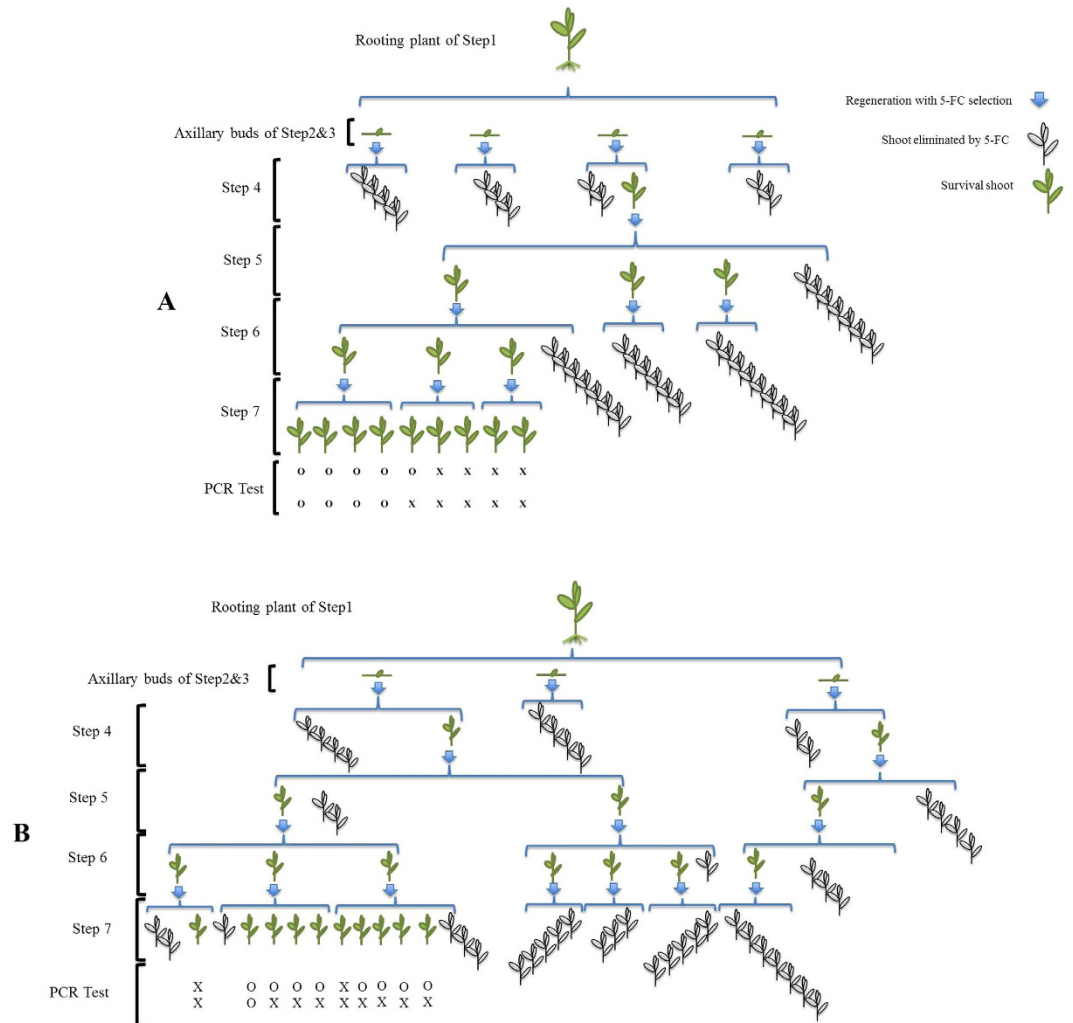 Rooting plant of Step1
Regeneration with 5-FC selection
Axillary buds of Step2&3
Shoot eliminated by 5-FC
Step 4
Survival shoot
Step 5
A
Step 6
Step 7
o o o o o x x x x
PCR Test
o o o o x x x x x
Rooting plant of Step1
Axillary buds of Step2&3
Step 4
Step 5
B
Step 6
Step 7
X O O O O X O O O O
PCR Test
X O X X X X X X X X